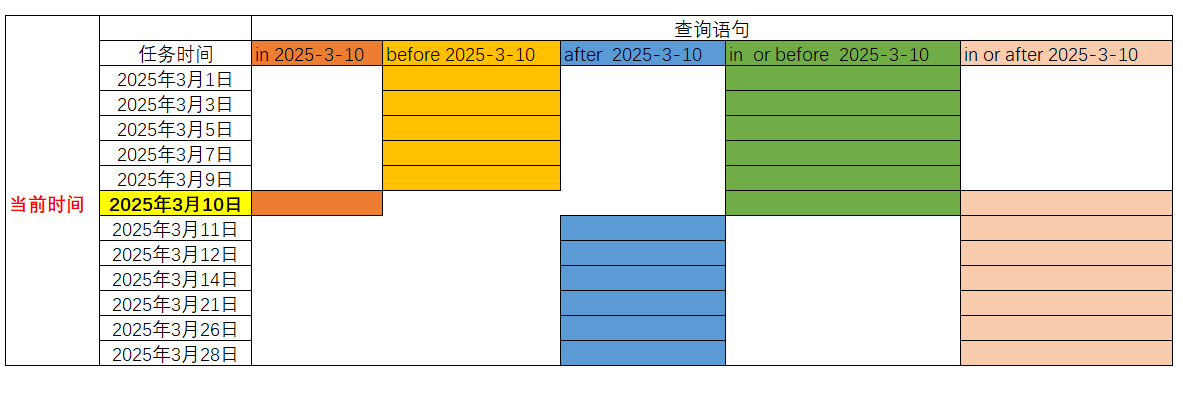 查询语句
任务时间 in 2025-3-10 before 2025-3-10 after  2025-3-10 in  or before  2025-3-10 in or after 2025-3-10
2025年3月1日
2025年3月3日
2025年3月5日
2025年3月7日
2025年3月9日
当前时间 2025年3月10日
2025年3月11日
2025年3月12日
2025年3月14日
2025年3月21日
2025年3月26日
2025年3月28日